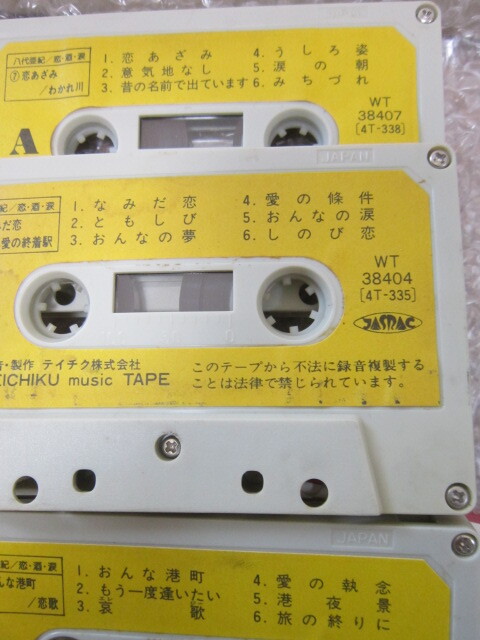 JAPAN
八代亜紀/恋・酒・涙
⑦恋あざみ
/わかれ川
1. 恋あざみ
2. 意気地なし
3. 昔の名前で出ています
4. うしろ姿
5. 涙の朝
6. みちづれ
A
WT
38407
[4T-338]
JAPAN
紀/恋・酒・涙
だ恋
愛の終着駅
1. なみだ恋
2. ともしび
3. おんなの夢
4. 愛の條件
5. おんなの涙
6. しのび恋
WT
38404
[4T-335]
JASRAC
音・製作 テイチク株式会社
EICHIKU music TAPE
このテープから不法に録音複製する
ことは法律で禁じられています。
JAPAN
紀/恋・酒・涙
んな港町
/恋歌
1. おんな港町
2. もう一度逢いたい
3. 哀歌
4. 愛の執念
5. 港夜景
6. 旅の終りに